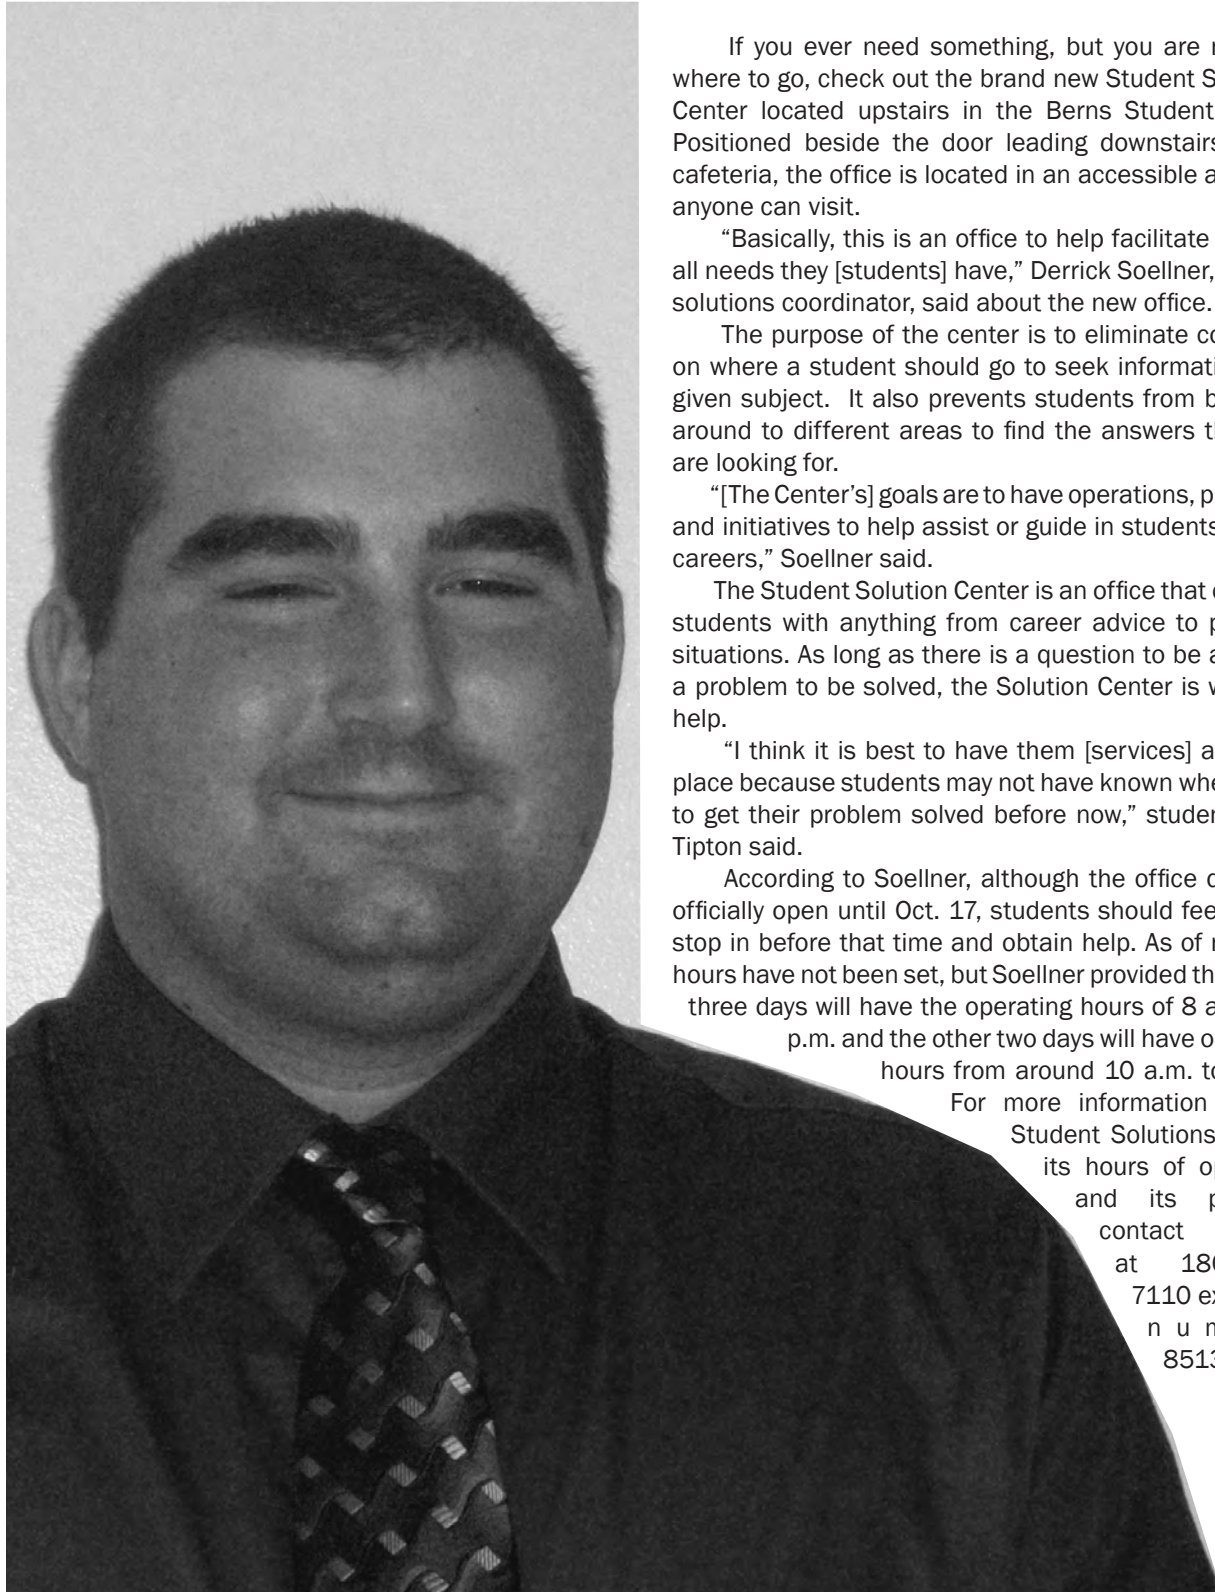 If you ever need something, but you are
where to go, check out the brand new Student
Center located upstairs in the Berns Student
Positioned beside the door leading downstairs
cafeteria, the office is located in an accessible
anyone can visit.
“Basically, this is an office to help facilitate
all needs they [students] have,” Derrick Soellner,
solutions coordinator, said about the new office.
The purpose of the center is to eliminate
on where a student should go to seek
given subject. It also prevents students from
around to different areas to find the answers
are looking for.
“[The Center’s] goals are to have operations,
and initiatives to help assist or guide in students
careers,” Soellner said.
The Student Solution Center is an office that
students with anything from career advice to
situations. As long as there is a question to be
a problem to be solved, the Solution Center is
help.
“I think it is best to have them [services]
place because students may not have known
to get their problem solved before now,”
Tipton said.
According to Soellner, although the office
officially open until Oct. 17, students should
stop in before that time and obtain help. As of
hours have not been set, but Soellner provided
three days will have the operating hours of 8
p.m. and the other two days will have
hours from around 10 a.m.
For more information
Student Solutions
its hours of
and its
contact
at
7110
8513